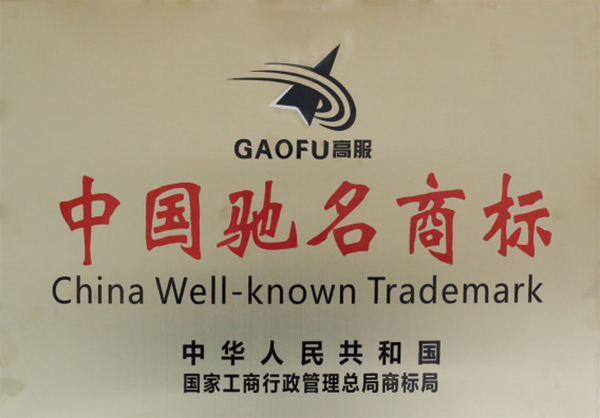 GAOFU高服
中国驰名商标
China Well-known Trademark
中华人民共和国
国家工商行政管理总局商标局